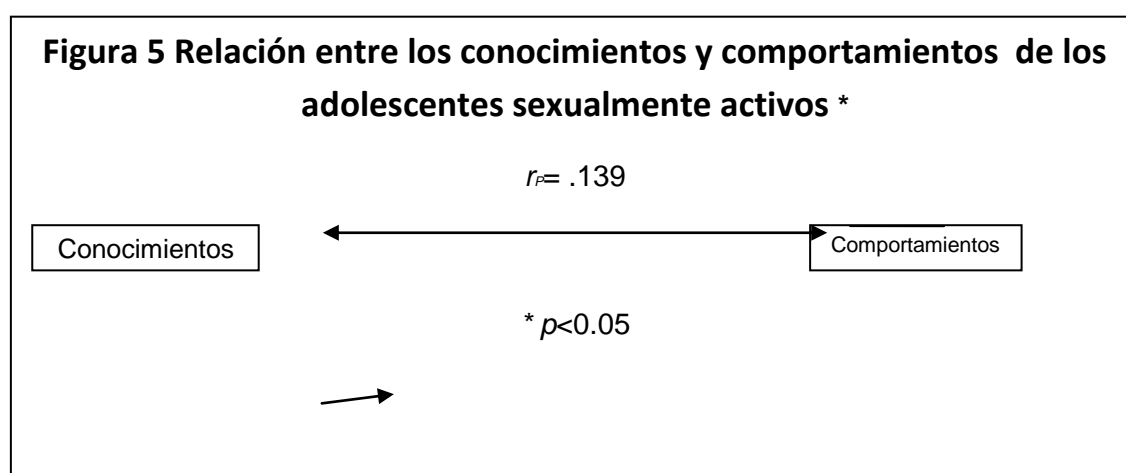 Figura 5 Relación entre los conocimientos y comportamientos de los
adolescentes sexualmente activos *
rP= .139
Conocimientos
Comportamientos
* p<0.05